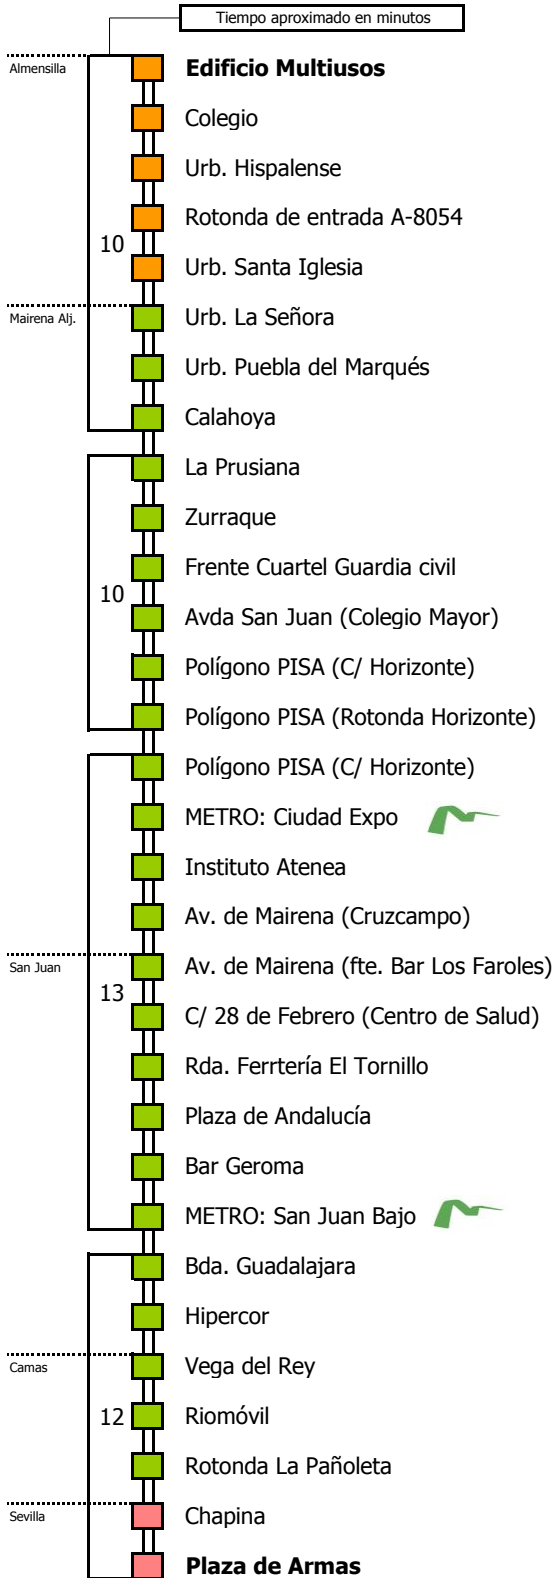 Tiempo aproximado en minutos
Almensilla
Edificio Multiusos
Colegio
Urb. Hispalense
Rotonda de entrada A-8054
10
Urb. Santa Iglesia
Mairena Alj.
Urb. La Señora
Urb. Puebla del Marqués
Calahoya
La Prusiana
Zurraque
Frente Cuartel Guardia civil
10
Avda San Juan (Colegio Mayor)
Polígono PISA (C/ Horizonte)
Polígono PISA (Rotonda Horizonte)
Polígono PISA (C/ Horizonte)
METRO: Ciudad Expo
Instituto Atenea
Av. de Mairena (Cruzcampo)
San Juan
Av. de Mairena (fte. Bar Los Faroles)
13
C/ 28 de Febrero (Centro de Salud)
Rda. Ferrtería El Tornillo
Plaza de Andalucía
Bar Geroma
METRO: San Juan Bajo
Bda. Guadalajara
Hipercor
Camas
Vega del Rey
12
Riomóvil
Rotonda La Pañoleta
Sevilla
Chapina
Plaza de Armas